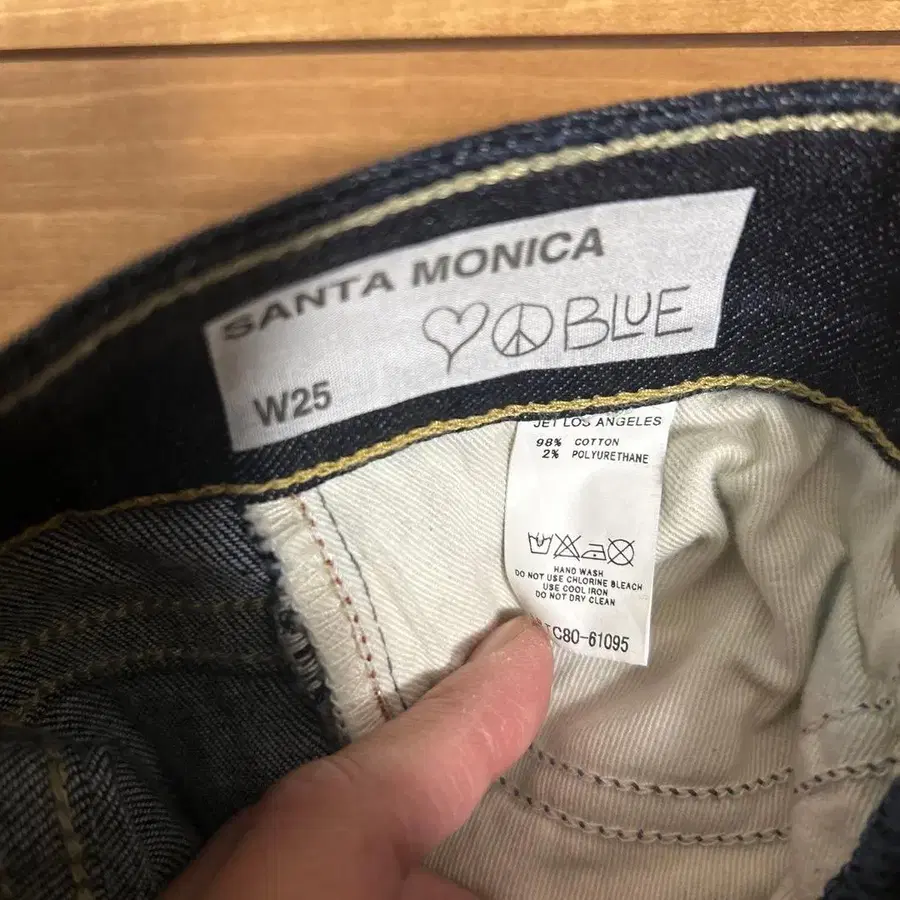 SANTA MONICA
BLUE
W25
JET LOS ANGELES
98% COTTON
2% POLYURETHANE
HAND WASH
DO NOT USE CHLORINE BLEACH
USE COOL IRON
DO NOT DRY CLEAN
C80-61095